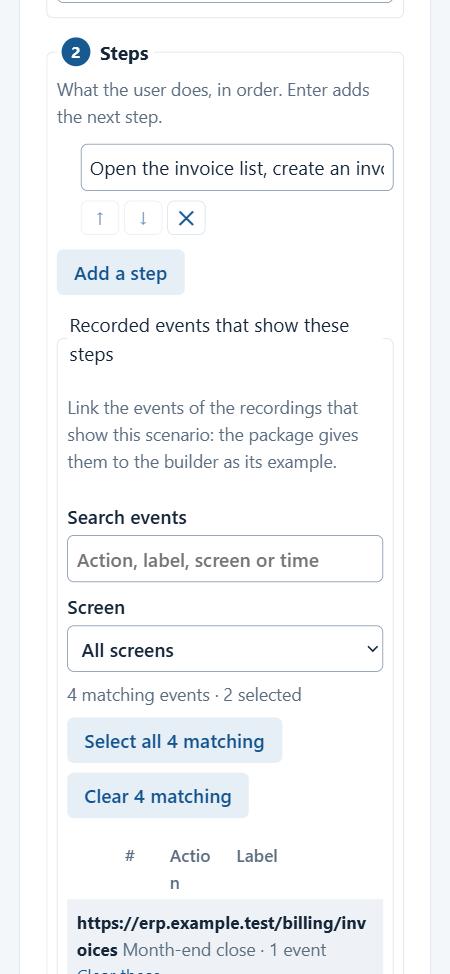 2 Steps
What the user does, in order. Enter adds
the next step.
Open the invoice list, create an invo
↑ ↓ ✕
Add a step
Recorded events that show these
steps
Link the events of the recordings that
show this scenario: the package gives
them to the builder as its example.
Search events
Action, label, screen or time
Screen
All screens
4 matching events · 2 selected
Select all 4 matching
Clear 4 matching
# Actio Label
n
https://erp.example.test/billing/inv
oices Month-end close · 1 event
Clear these